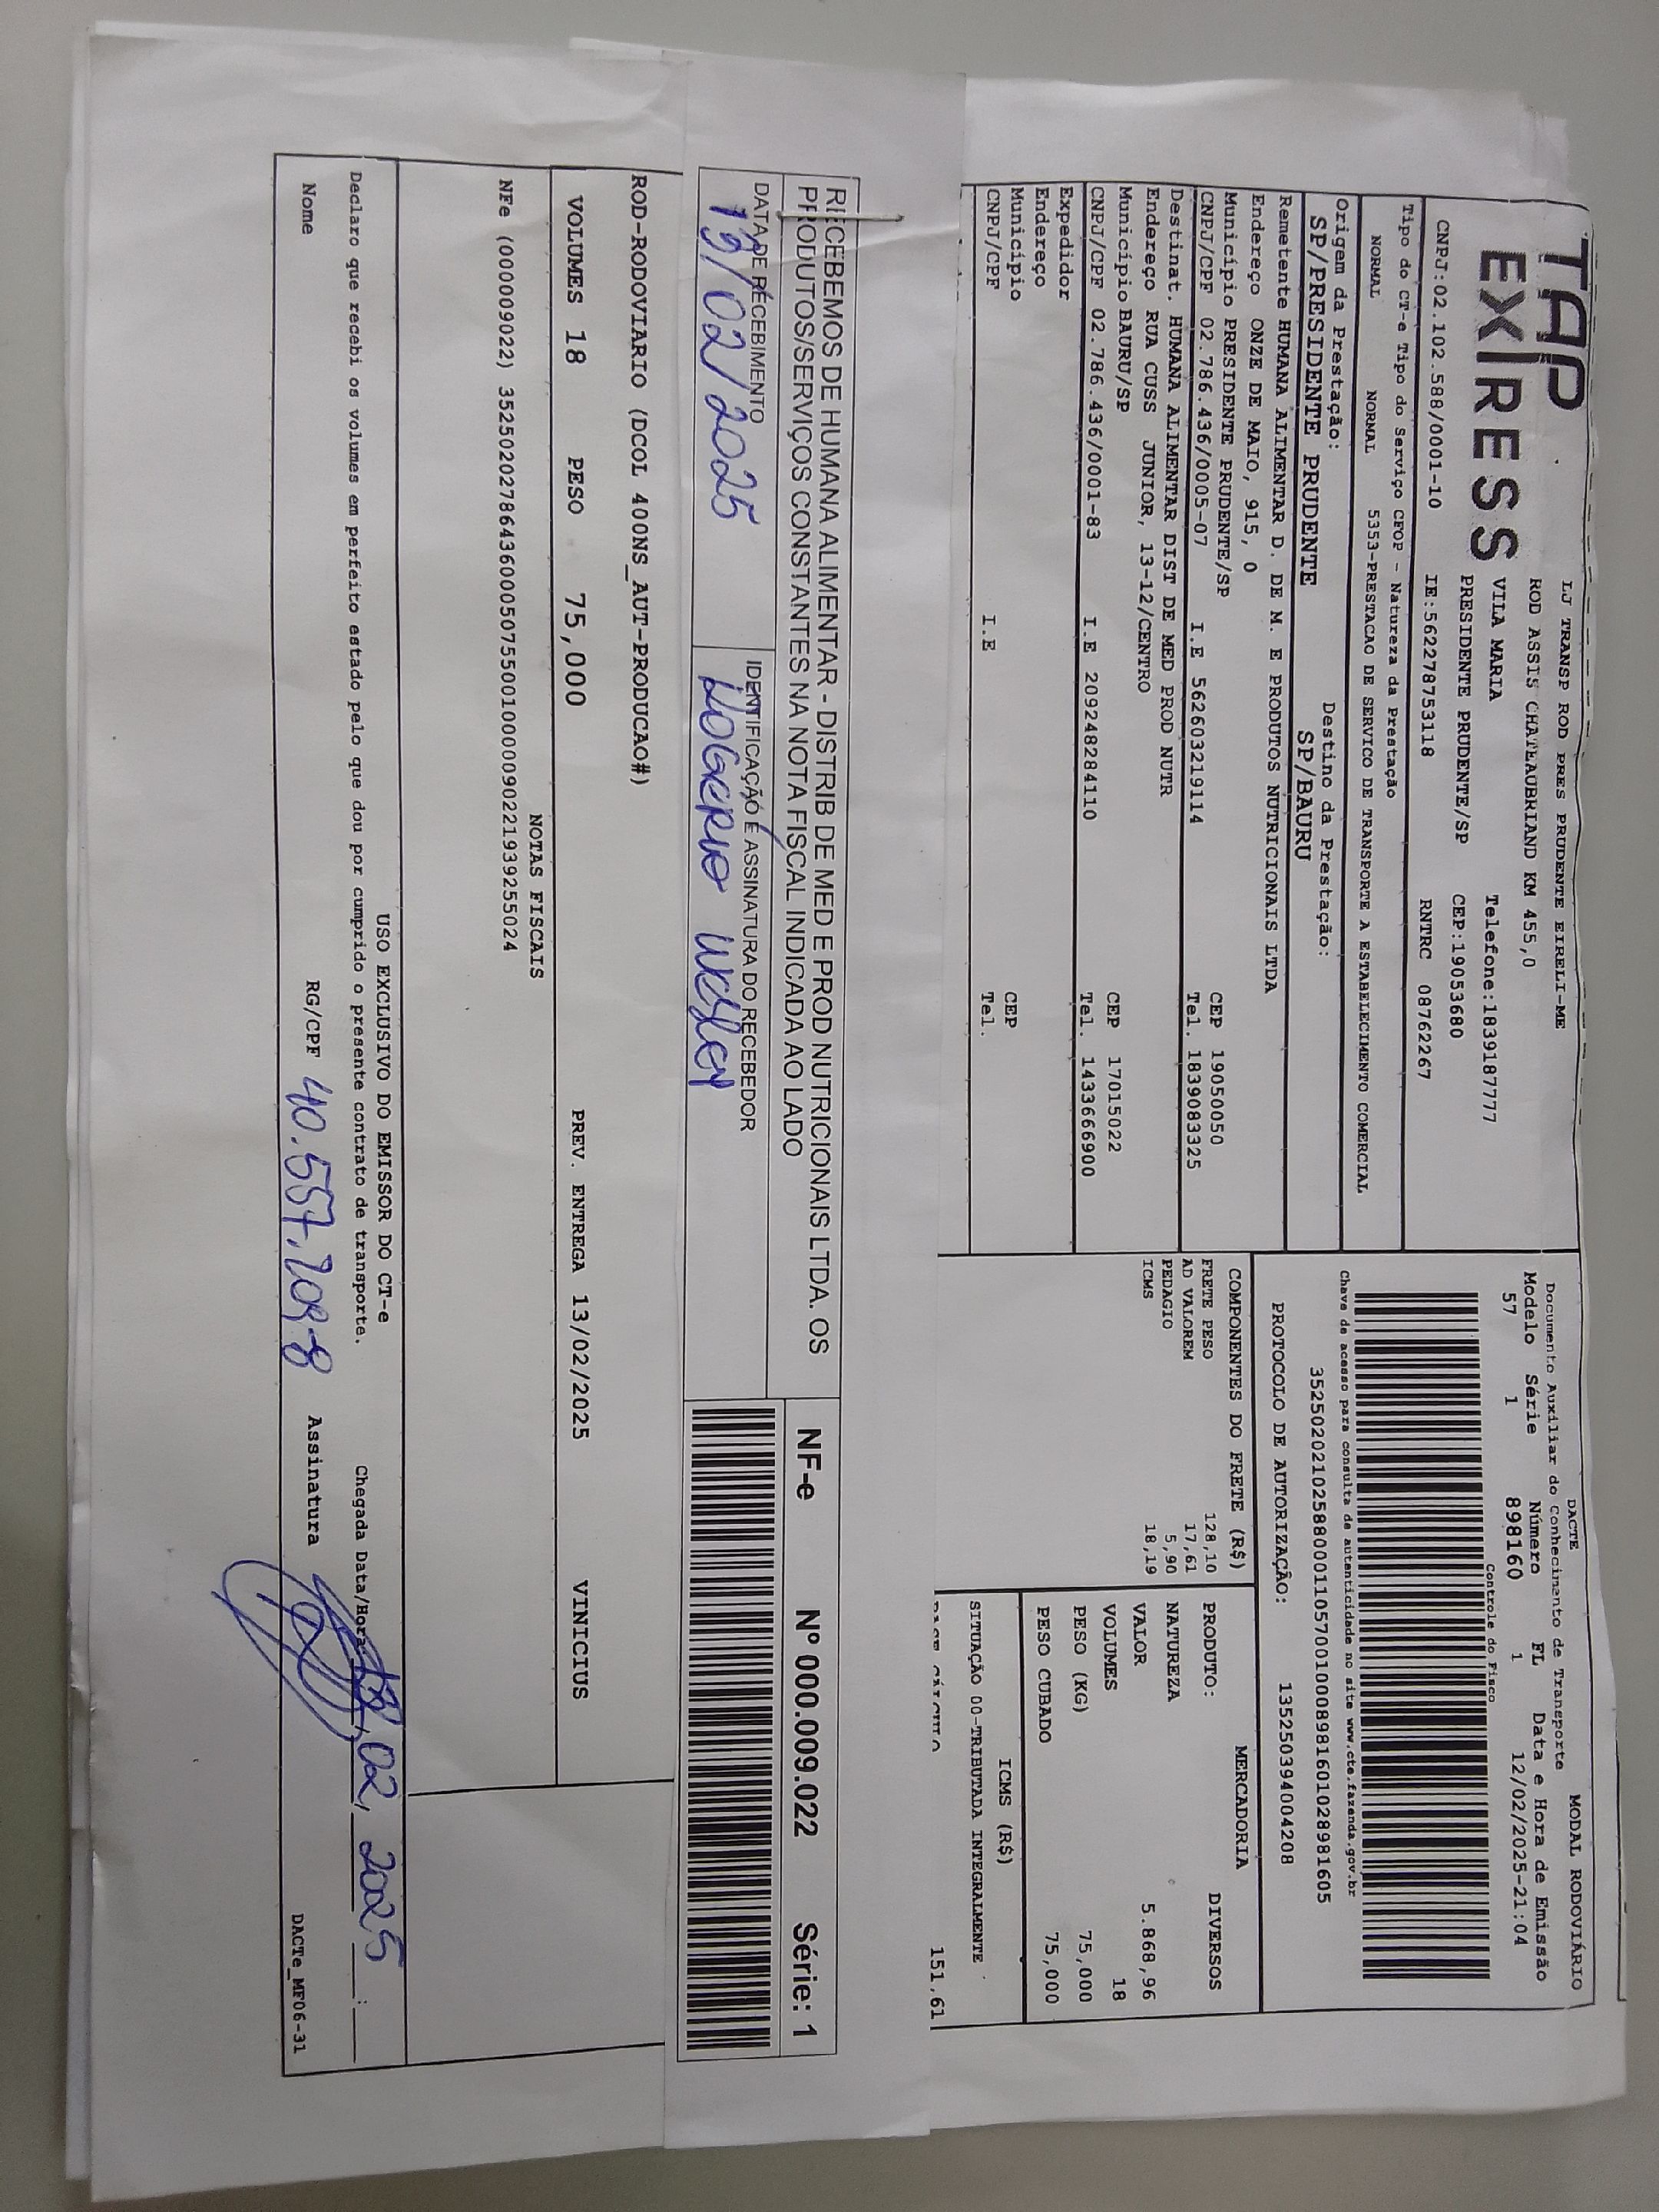 TAP
EXPRESS
LJ TRANSP ROD PRES PRUDENTE EIRELI-ME
ROD ASSIS CHATEAUBRIAND KM 455,0
VILA MARIA Telefone:1839187777
PRESIDENTE PRUDENTE/SP CEP:19053680
CNPJ:02.102.588/0001-10 IE:562278753118 RNTRC 08762267
Tipo do CT-e Tipo do Serviço CFOP - Natureza da Prestação
NORMAL NORMAL 5353-PRESTACAO DE SERVICO DE TRANSPORTE A ESTABELECIMENTO COMERCIAL
Origem da Prestação: Destino da Prestação:
SP/PRESIDENTE PRUDENTE SP/BAURU
Remetente HUMANA ALIMENTAR D. DE M. E PRODUTOS NUTRICIONAIS LTDA
Endereço ONZE DE MAIO, 915, 0
Município PRESIDENTE PRUDENTE/SP CEP 19050050
CNPJ/CPF 02.786.436/0005-07 I.E 562603219114 Tel. 1839083325
Destinat. HUMANA ALIMENTAR DIST DE MED PROD NUTR
Endereço RUA CUSS JUNIOR, 13-12/CENTRO
Município BAURU/SP CEP 17015022
CNPJ/CPF 02.786.436/0001-83 I.E 209248284110 Tel. 1433666900
Expedidor
Endereço
Município CEP
CNPJ/CPF I.E Tel.
DACTE MODAL RODOVIÁRIO
Documento Auxiliar do Conhecimento de Transporte
Modelo Série Número FL Data e Hora de Emissão
57 1 898160 1 12/02/2025-21:04
Controle do Fisco
Chave de acesso para consulta de autenticidade no site www.cte.fazenda.gov.br
35250202102588000110570010008981601028981605
PROTOCOLO DE AUTORIZAÇÃO: 135250394004208
COMPONENTES DO FRETE (R$)
FRETE PESO 128,10
AD VALOREM 17,61
PEDAGIO 5,90
ICMS 18,19
MERCADORIA
PRODUTO: DIVERSOS
NATUREZA
VALOR 5.868,96
VOLUMES 18
PESO (KG) 75,000
PESO CUBADO 75,000
ICMS (R$)
SITUAÇÃO 00-TRIBUTADA INTEGRALMENTE
151,61
RECEBEMOS DE HUMANA ALIMENTAR - DISTRIB DE MED E PROD NUTRICIONAIS LTDA. OS
PRODUTOS/SERVIÇOS CONSTANTES NA NOTA FISCAL INDICADA AO LADO
DATA DE RECEBIMENTO IDENTIFICAÇÃO E ASSINATURA DO RECEBEDOR
13/02/2025 ROGERIO WESLEY
NF-e Nº 000.009.022 Série: 1
ROD-RODOVIARIO (DCOL 400NS_AUT-PRODUCAO#)
VOLUMES 18 PESO 75,000 PREV. ENTREGA 13/02/2025 VINICIUS
NOTAS FISCAIS
NFe (000009022) 35250202786436000507550010000090221939255024
USO EXCLUSIVO DO EMISSOR DO CT-e
Declaro que recebi os volumes em perfeito estado pelo que dou por cumprido o presente contrato de transporte. Chegada Data/Hora 13, 02, 2025 :
Nome RG/CPF 40.557.209-8 Assinatura
DACTe_MF06-31